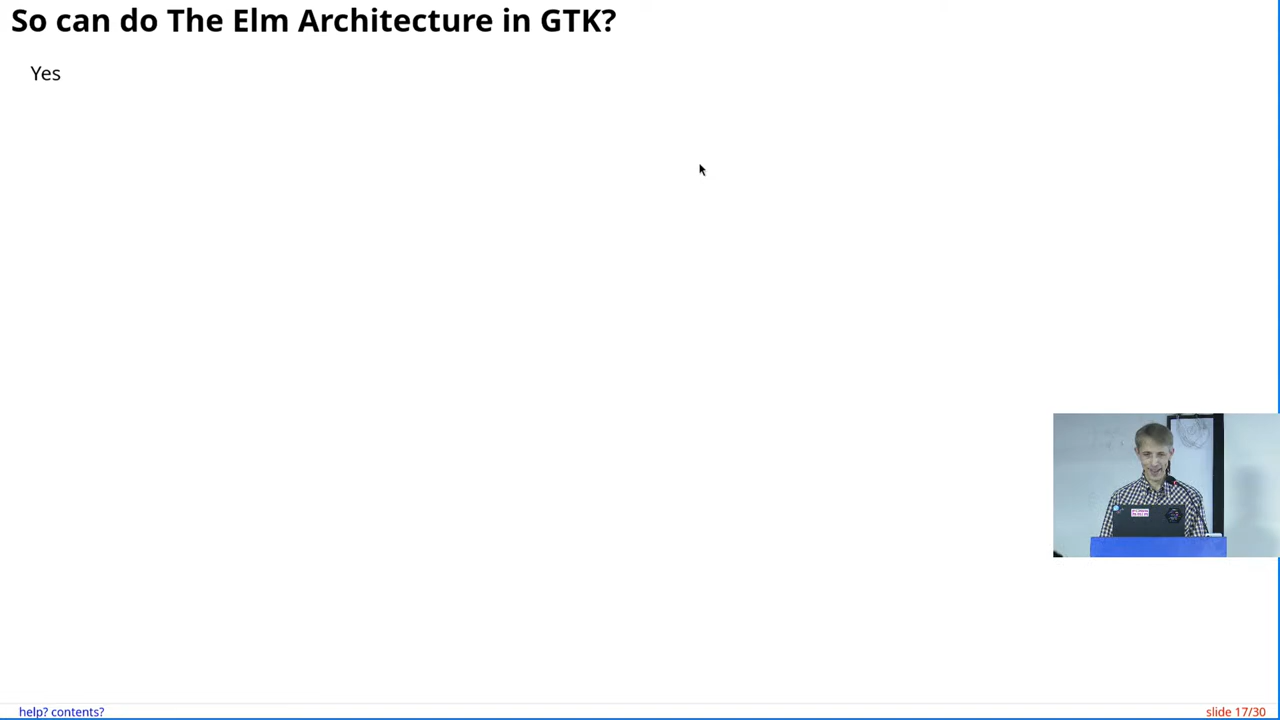 So can do The Elm Architecture in GTK?
Yes
help? contents?
slide 17/30